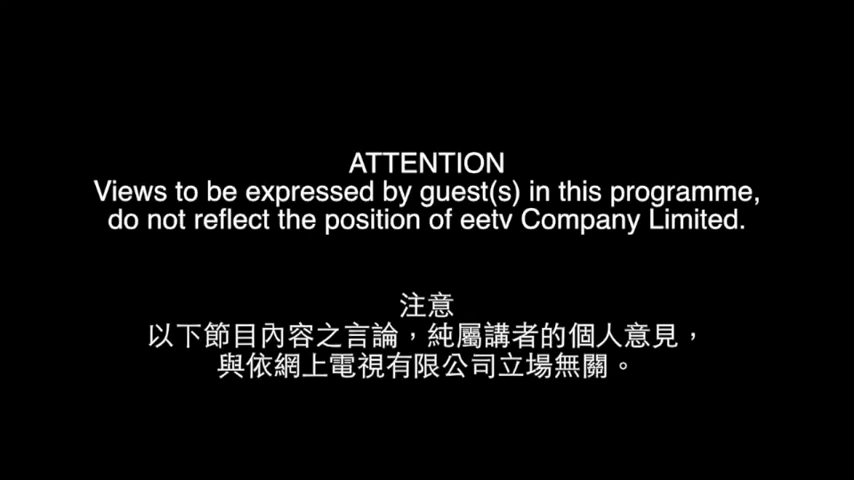 ATTENTION
Views to be expressed by guest(s) in this programme,
do not reflect the position of eetv Company Limited.
注意
以下節目內容之言論，純屬講者的個人意見，
與依網上電視有限公司立場無關。